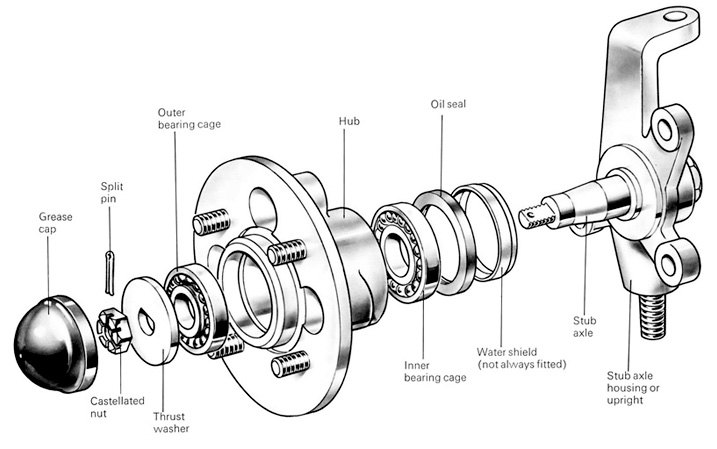 Outer
bearing cage
Hub
Oil seal
Split
pin
Grease
cap
Castellated
nut
Thrust
washer
Inner
bearing cage
Water shield
(not always fitted)
Stub
axle
Stub axle
housing or
upright